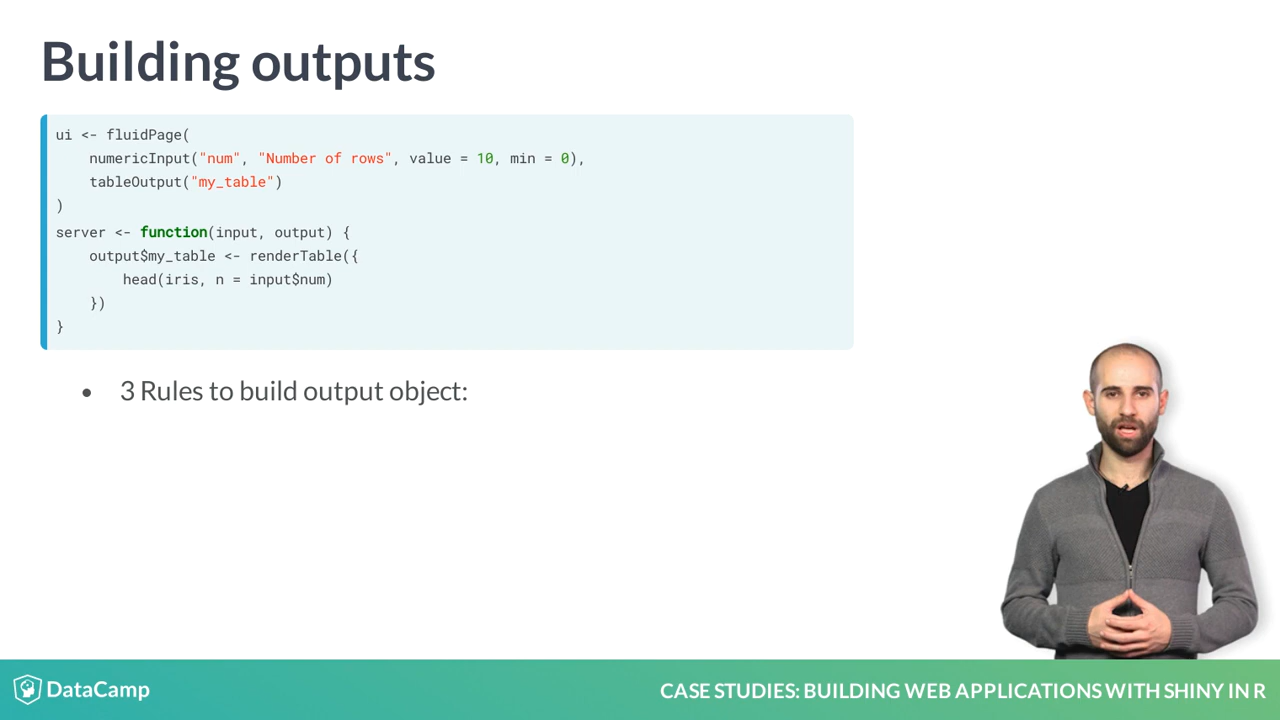 Building outputs
ui <- fluidPage(
    numericInput("num", "Number of rows", value = 10, min = 0),
    tableOutput("my_table")
)
server <- function(input, output) {
    output$my_table <- renderTable({
        head(iris, n = input$num)
    })
}
• 3 Rules to build output object:
DataCamp
CASE STUDIES: BUILDING WEB APPLICATIONS WITH SHINY IN R